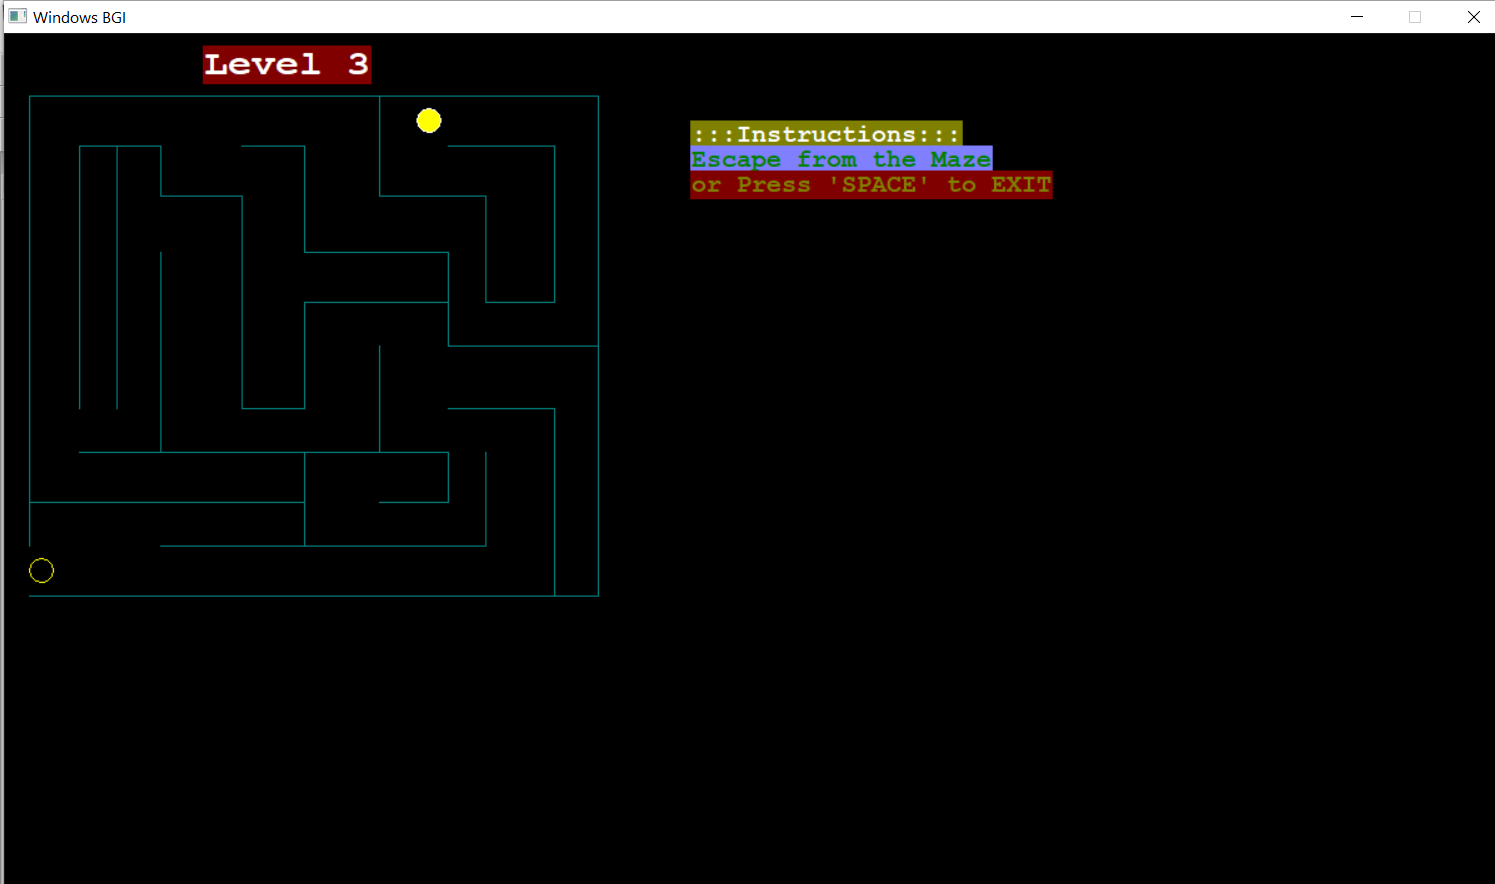 Windows BGI
Level 3
:::Instructions:::
Escape from the Maze
or Press 'SPACE' to EXIT